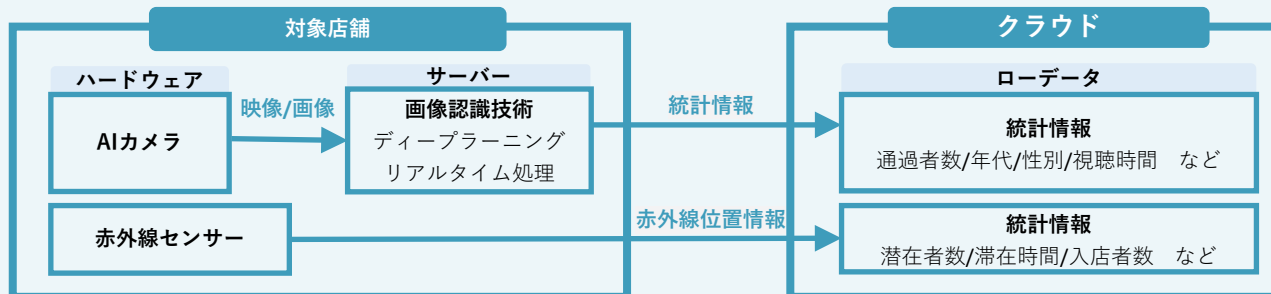 対象店舗
ハードウェア
AIカメラ
映像/画像
サーバー
画像認識技術
ディープラーニング
リアルタイム処理
赤外線センサー
統計情報
赤外線位置情報
クラウド
ローデータ
統計情報
通過者数/年代/性別/視聴時間　など
統計情報
潜在者数/滞在時間/入店者数　など